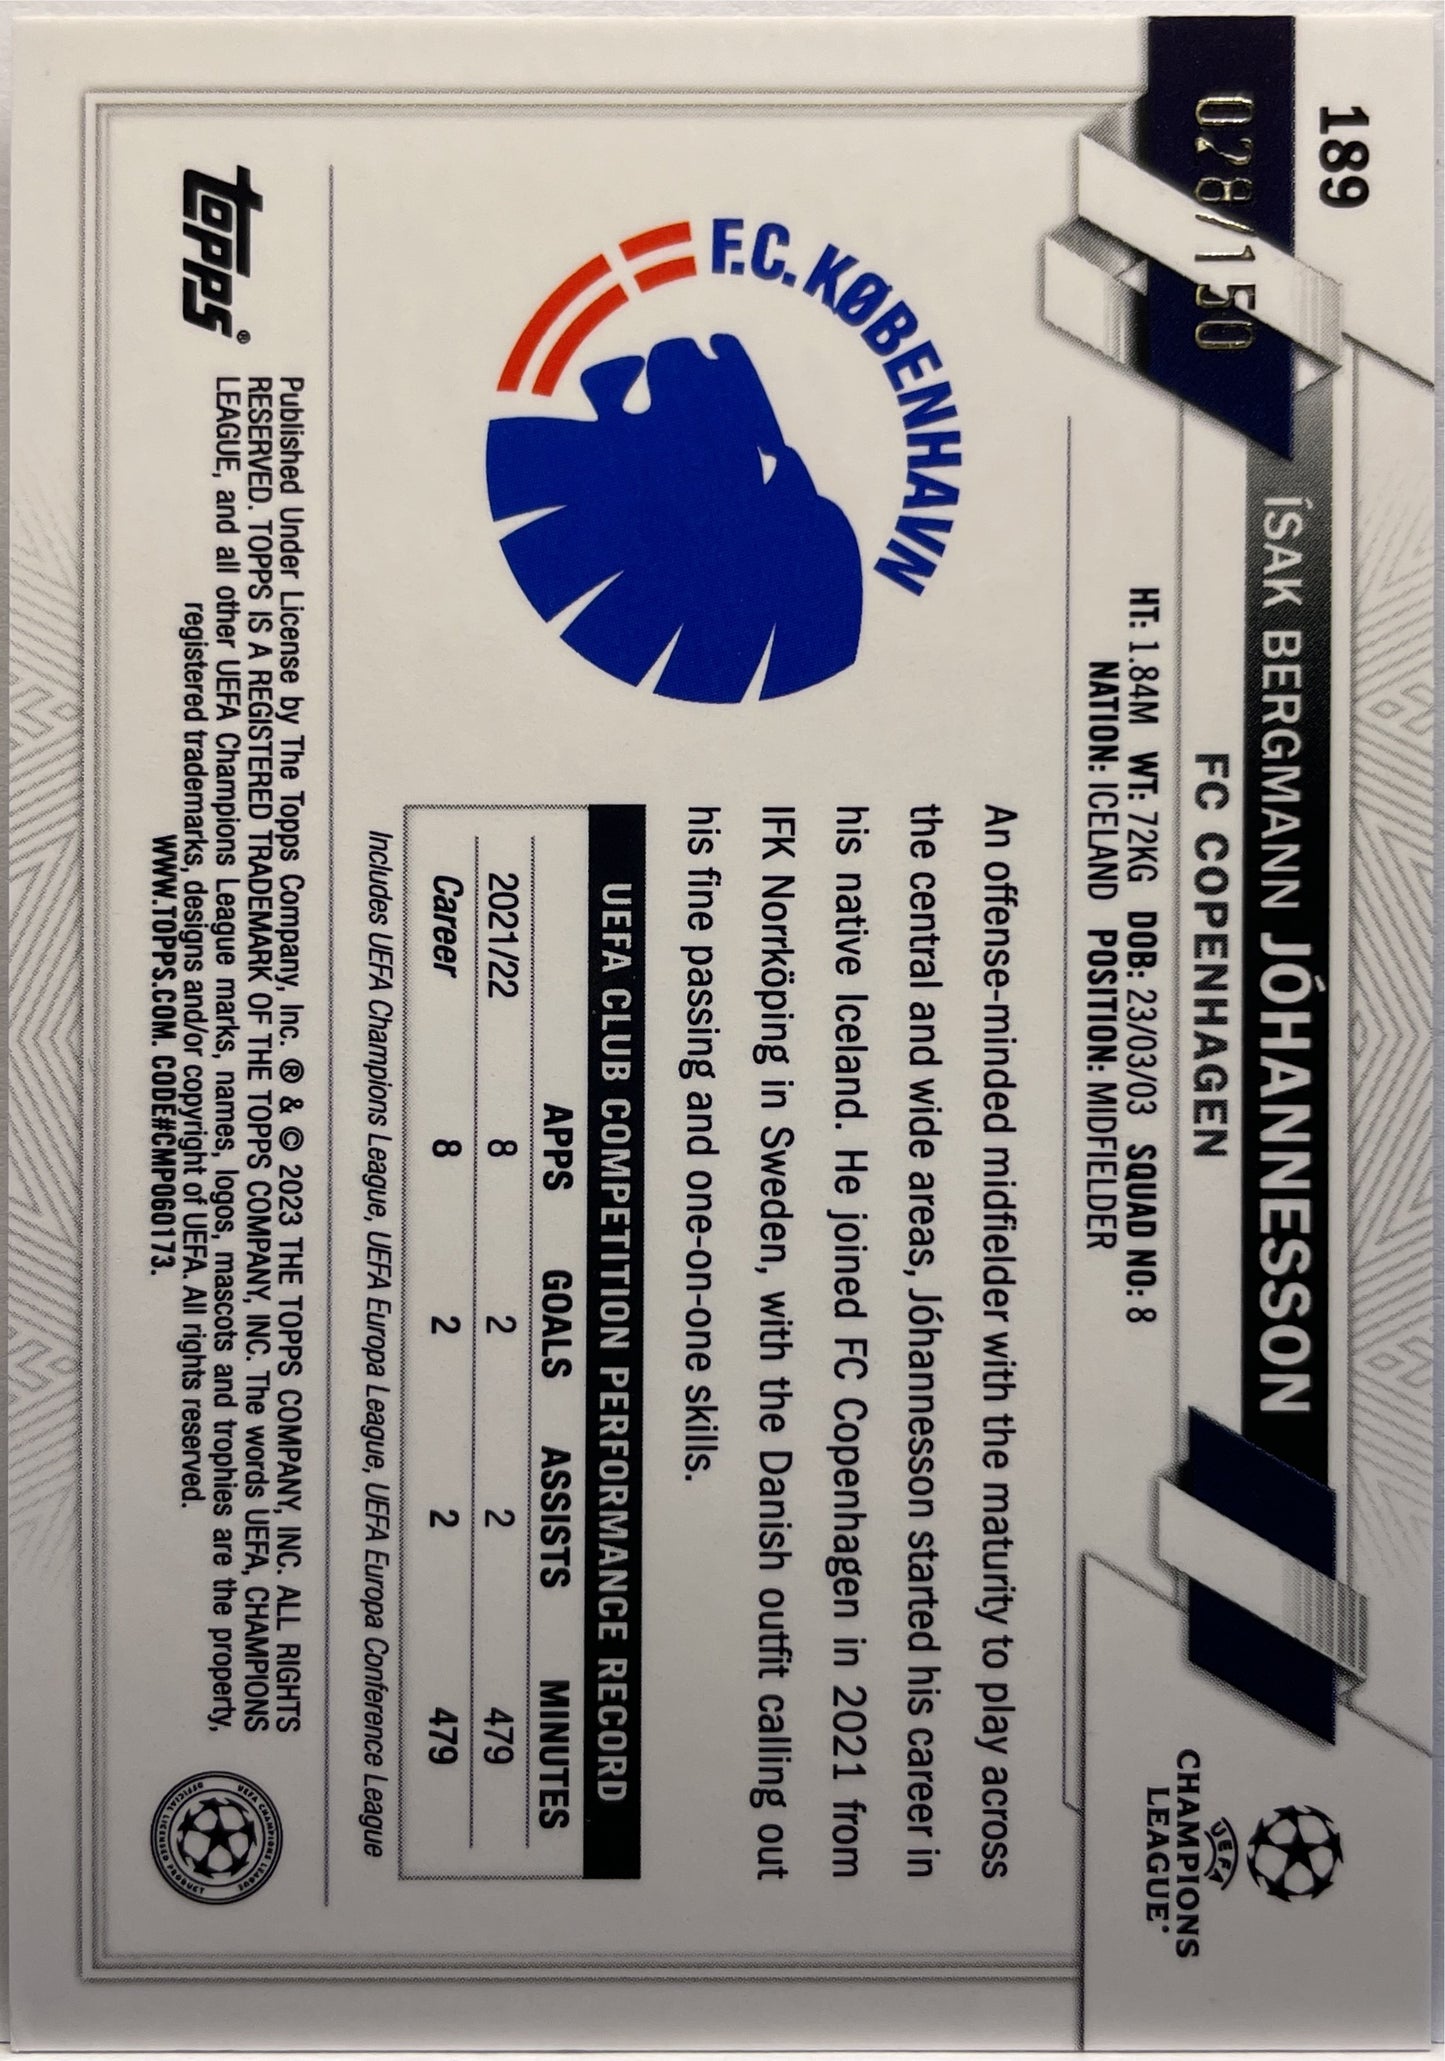 189
028/150
ÍSAK BERGMANN JÓHANNESSON
FC COPENHAGEN
HT: 1.84M WT: 72KG DOB: 23/03/03 SQUAD NO: 8
NATION: ICELAND POSITION: MIDFIELDER
UEFA
CHAMPIONS
LEAGUE
F.C. KØBENHAVN
An offense-minded midfielder with the maturity to play across
the central and wide areas, Jóhannesson started his career in
his native Iceland. He joined FC Copenhagen in 2021 from
IFK Norrköping in Sweden, with the Danish outfit calling out
his fine passing and one-on-one skills.
UEFA CLUB COMPETITION PERFORMANCE RECORD
APPS GOALS ASSISTS MINUTES
2021/22 8 2 2 479
Career 8 2 2 479
Includes UEFA Champions League, UEFA Europa League, UEFA Europa Conference League
topps®
Published Under License by The Topps Company, Inc. ® & © 2023 THE TOPPS COMPANY, INC. ALL RIGHTS
RESERVED. TOPPS IS A REGISTERED TRADEMARK OF THE TOPPS COMPANY, INC. The words UEFA, CHAMPIONS
LEAGUE, and all other UEFA Champions League marks, names, logos, mascots and trophies are the property,
registered trademarks, designs and/or copyright of UEFA. All rights reserved.
WWW.TOPPS.COM. CODE#CMP060173.
UEFA CHAMPIONS LEAGUE
OFFICIAL LICENSED PRODUCT